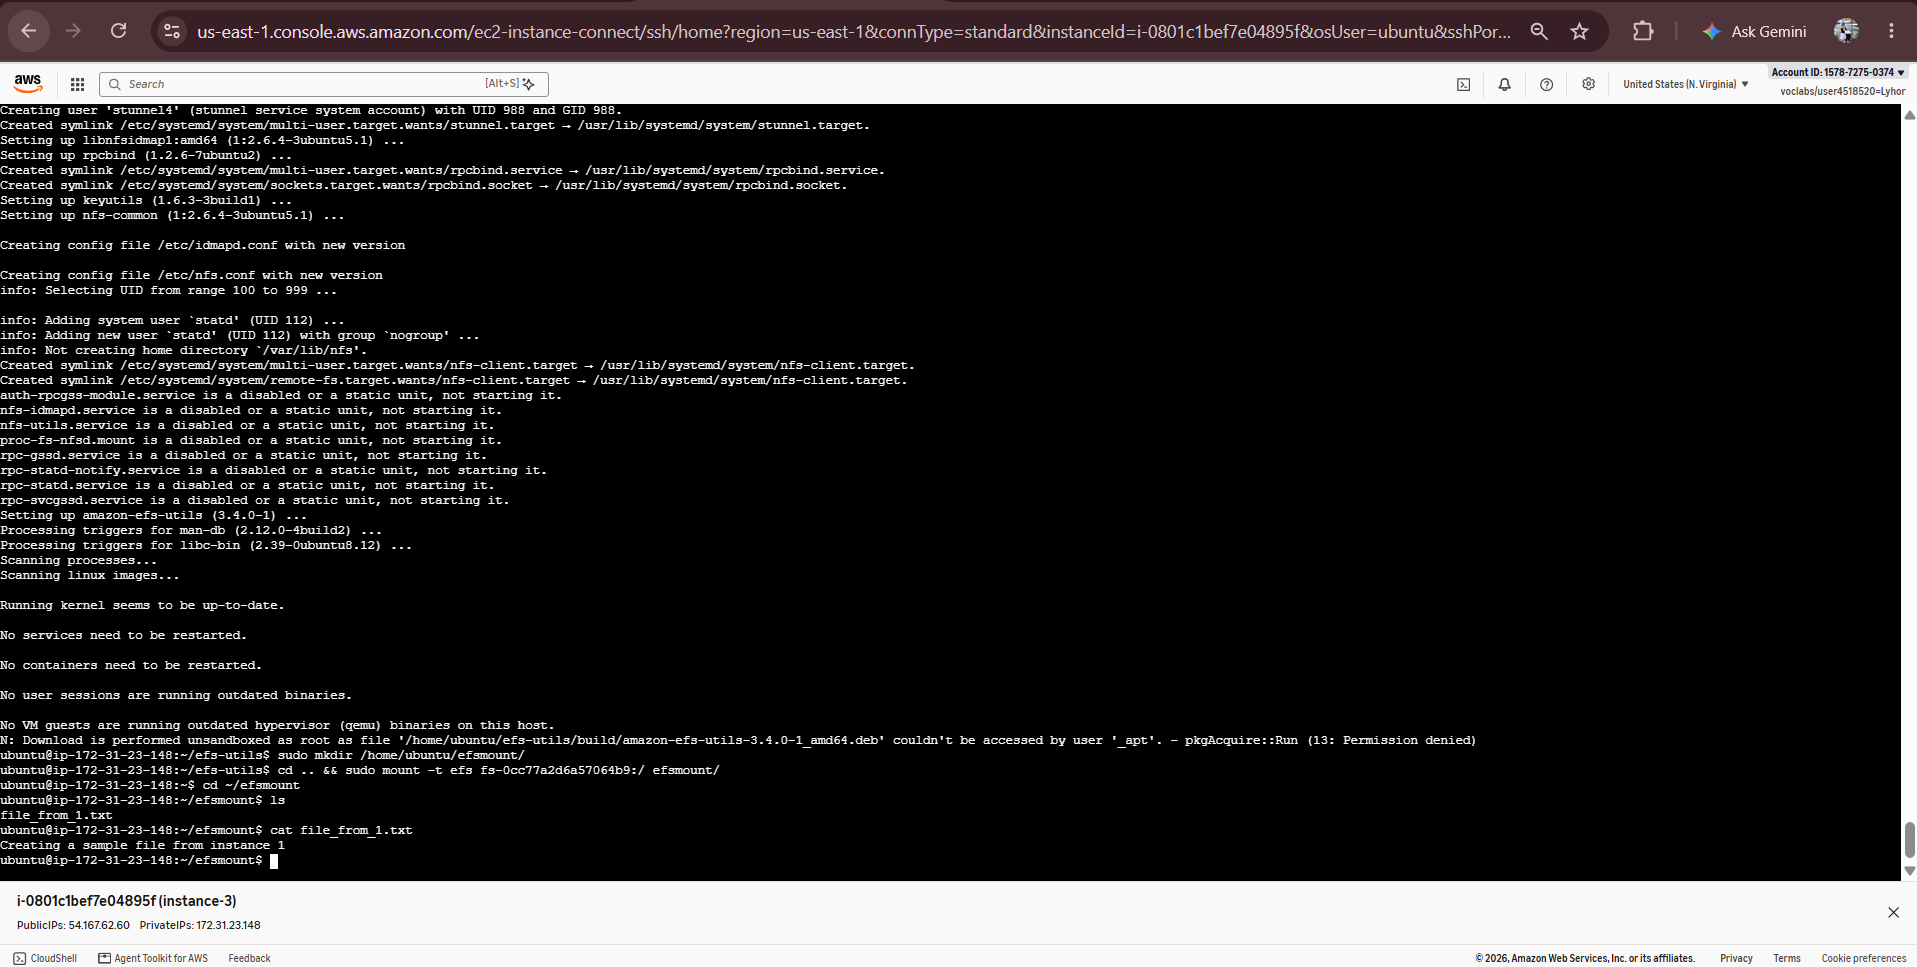 us-east-1.console.aws.amazon.com/ec2-instance-connect/ssh/home?region=us-east-1&connType=standard&instanceId=i-0801c1bef7e04895f&osUser=ubuntu&sshPor...
Ask Gemini
aws
Search
[Alt+S]
United States (N. Virginia)
Account ID: 1578-7275-0374
voclabs/user4518520=Lyhor
Creating user 'stunnel4' (stunnel service system account) with UID 988 and GID 988.
Created symlink /etc/systemd/system/multi-user.target.wants/stunnel.target → /usr/lib/systemd/system/stunnel.target.
Setting up libnfsidmap1:amd64 (1:2.6.4-3ubuntu5.1) ...
Setting up rpcbind (1.2.6-7ubuntu2) ...
Created symlink /etc/systemd/system/multi-user.target.wants/rpcbind.service → /usr/lib/systemd/system/rpcbind.service.
Created symlink /etc/systemd/system/sockets.target.wants/rpcbind.socket → /usr/lib/systemd/system/rpcbind.socket.
Setting up keyutils (1.6.3-3build1) ...
Setting up nfs-common (1:2.6.4-3ubuntu5.1) ...
Creating config file /etc/idmapd.conf with new version
Creating config file /etc/nfs.conf with new version
info: Selecting UID from range 100 to 999 ...
info: Adding system user `statd' (UID 112) ...
info: Adding new user `statd' (UID 112) with group `nogroup' ...
info: Not creating home directory `/var/lib/nfs'.
Created symlink /etc/systemd/system/multi-user.target.wants/nfs-client.target → /usr/lib/systemd/system/nfs-client.target.
Created symlink /etc/systemd/system/remote-fs.target.wants/nfs-client.target → /usr/lib/systemd/system/nfs-client.target.
auth-rpcgss-module.service is a disabled or a static unit, not starting it.
nfs-idmapd.service is a disabled or a static unit, not starting it.
nfs-utils.service is a disabled or a static unit, not starting it.
proc-fs-nfsd.mount is a disabled or a static unit, not starting it.
rpc-gssd.service is a disabled or a static unit, not starting it.
rpc-statd-notify.service is a disabled or a static unit, not starting it.
rpc-statd.service is a disabled or a static unit, not starting it.
rpc-svcgssd.service is a disabled or a static unit, not starting it.
Setting up amazon-efs-utils (3.4.0-1) ...
Processing triggers for man-db (2.12.0-4build2) ...
Processing triggers for libc-bin (2.39-0ubuntu8.12) ...
Scanning processes...
Scanning linux images...
Running kernel seems to be up-to-date.
No services need to be restarted.
No containers need to be restarted.
No user sessions are running outdated binaries.
No VM guests are running outdated hypervisor (qemu) binaries on this host.
N: Download is performed unsandboxed as root as file '/home/ubuntu/efs-utils/build/amazon-efs-utils-3.4.0-1_amd64.deb' couldn't be accessed by user '_apt'. - pkgAcquire::Run (13: Permission denied)
ubuntu@ip-172-31-23-148:~/efs-utils$ sudo mkdir /home/ubuntu/efsmount/
ubuntu@ip-172-31-23-148:~/efs-utils$ cd .. && sudo mount -t efs fs-0cc77a2d6a57064b9:/ efsmount/
ubuntu@ip-172-31-23-148:~$ cd ~/efsmount
ubuntu@ip-172-31-23-148:~/efsmount$ ls
file_from_1.txt
ubuntu@ip-172-31-23-148:~/efsmount$ cat file_from_1.txt
Creating a sample file from instance 1
ubuntu@ip-172-31-23-148:~/efsmount$
i-0801c1bef7e04895f (instance-3)
PublicIPs: 54.167.62.60 PrivateIPs: 172.31.23.148
CloudShell
Agent Toolkit for AWS
Feedback
© 2026, Amazon Web Services, Inc. or its affiliates.
Privacy
Terms
Cookie preferences